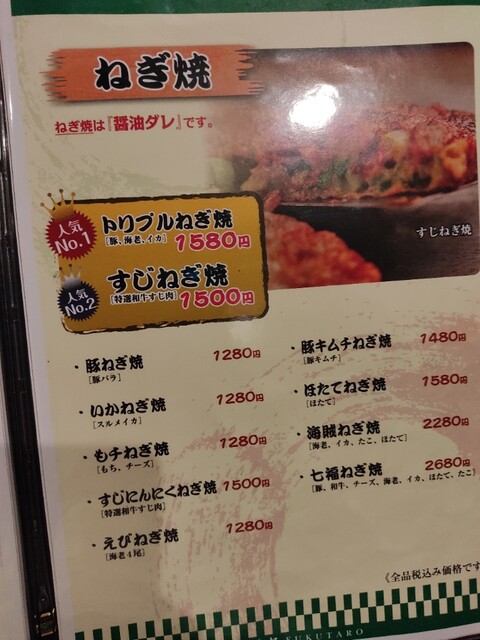 ねぎ焼
ねぎ焼は『醤油ダレ』です。
すじねぎ焼
人気 No.1
トリプルねぎ焼
[豚、海老、イカ] 1580円
人気 No.2
すじねぎ焼
[特選和牛すじ肉] 1500円
・豚ねぎ焼 1280円
[豚バラ]
・いかねぎ焼 1280円
[スルメイカ]
・もチねぎ焼 1280円
[もち、チーズ]
・すじにんにくねぎ焼 1500円
[特選和牛すじ肉]
・えびねぎ焼 1280円
[海老4尾]
・豚キムチねぎ焼 1480円
[豚キムチ]
・ほたてねぎ焼 1580円
[ほたて]
・海賊ねぎ焼 2280円
[海老、イカ、たこ、ほたて]
・七福ねぎ焼 2680円
[豚、和牛、チーズ、海老、イカ、ほたて、たこ]
《全品税込み価格です
FUKUTARO